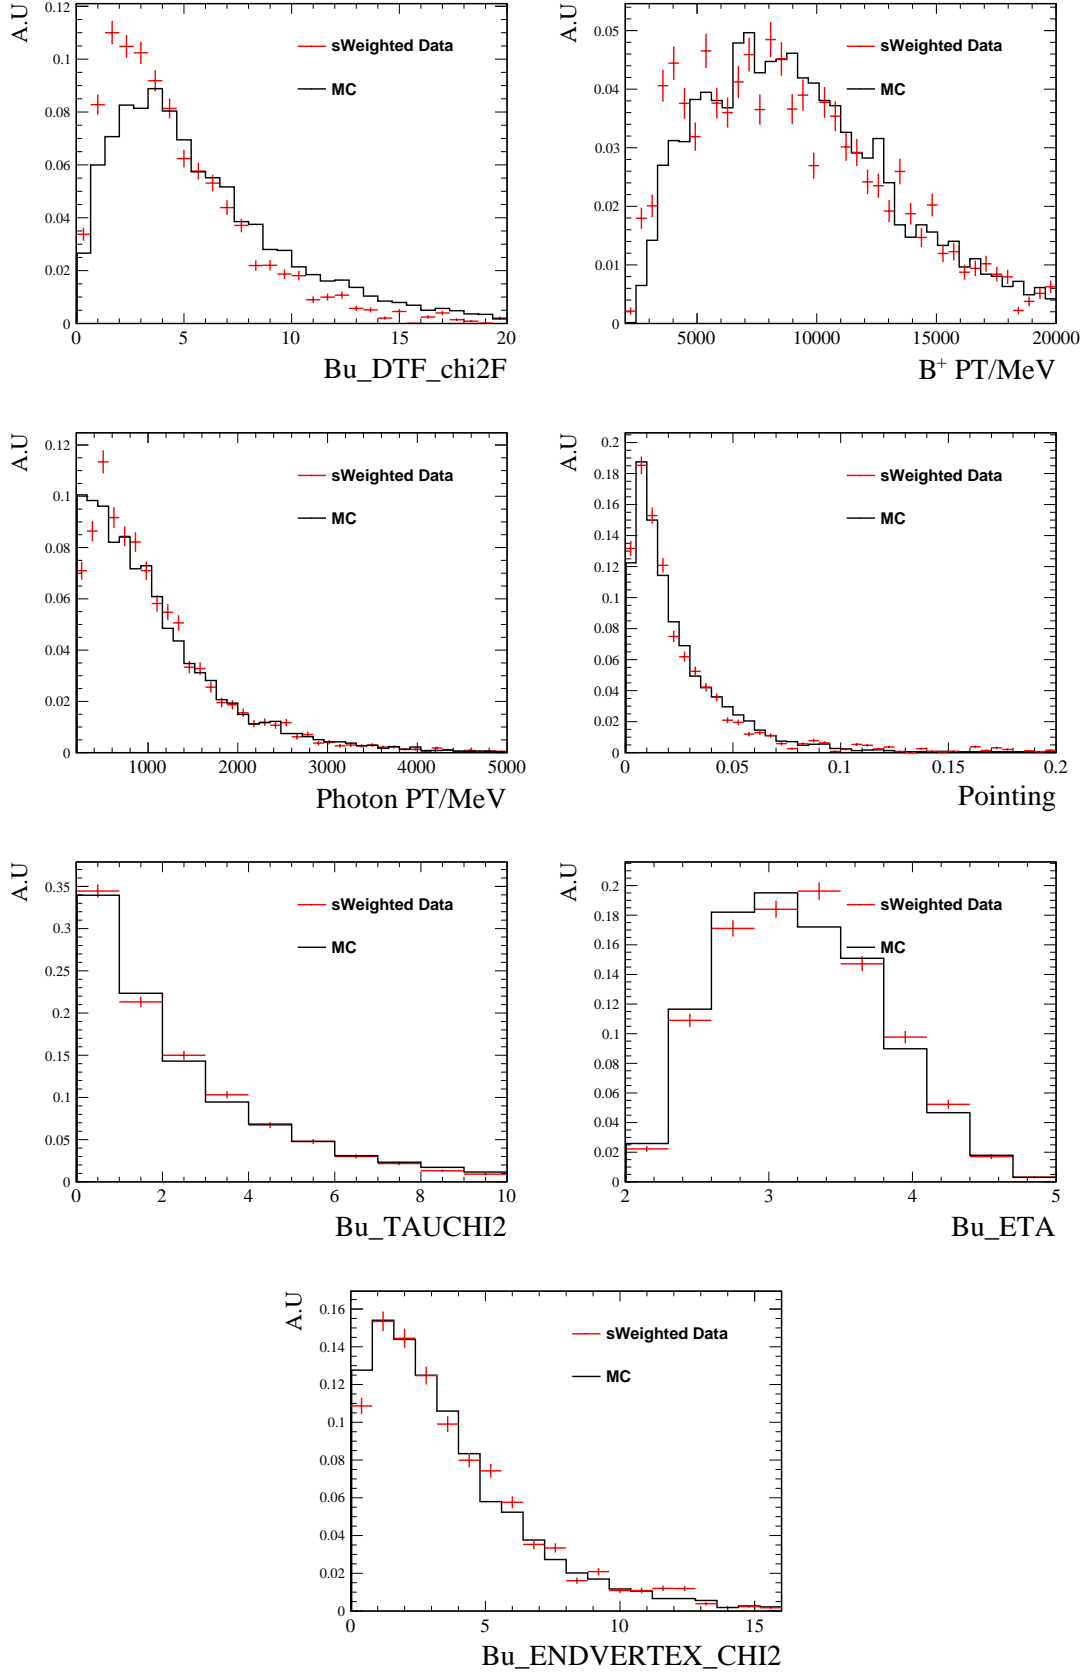 A.U
0.12
0.1
0.08
0.06
0.04
0.02
0
sWeighted Data
MC
0 5 10 15 20
Bu_DTF_chi2F
A.U
0.05
0.04
0.03
0.02
0.01
0
sWeighted Data
MC
5000 10000 15000 20000
B+ PT/MeV
A.U
0.12
0.1
0.08
0.06
0.04
0.02
0
sWeighted Data
MC
1000 2000 3000 4000 5000
Photon PT/MeV
A.U
0.2
0.18
0.16
0.14
0.12
0.1
0.08
0.06
0.04
0.02
0
sWeighted Data
MC
0 0.05 0.1 0.15 0.2
Pointing
A.U
0.35
0.3
0.25
0.2
0.15
0.1
0.05
0
sWeighted Data
MC
0 2 4 6 8 10
Bu_TAUCHI2
A.U
0.2
0.18
0.16
0.14
0.12
0.1
0.08
0.06
0.04
0.02
0
sWeighted Data
MC
2 3 4 5
Bu_ETA
A.U
0.16
0.14
0.12
0.1
0.08
0.06
0.04
0.02
0
sWeighted Data
MC
0 5 10 15
Bu_ENDVERTEX_CHI2